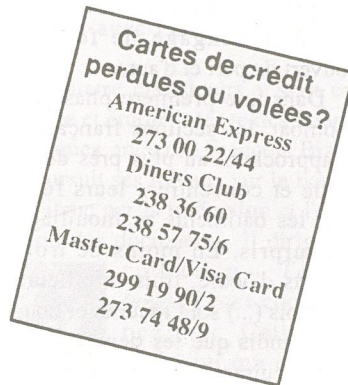 Cartes de crédit
perdues ou volées?
American Express
273 00 22/44
Diners Club
238 36 60
238 57 75/6
Master Card/Visa Card
299 19 90/2
273 74 48/9